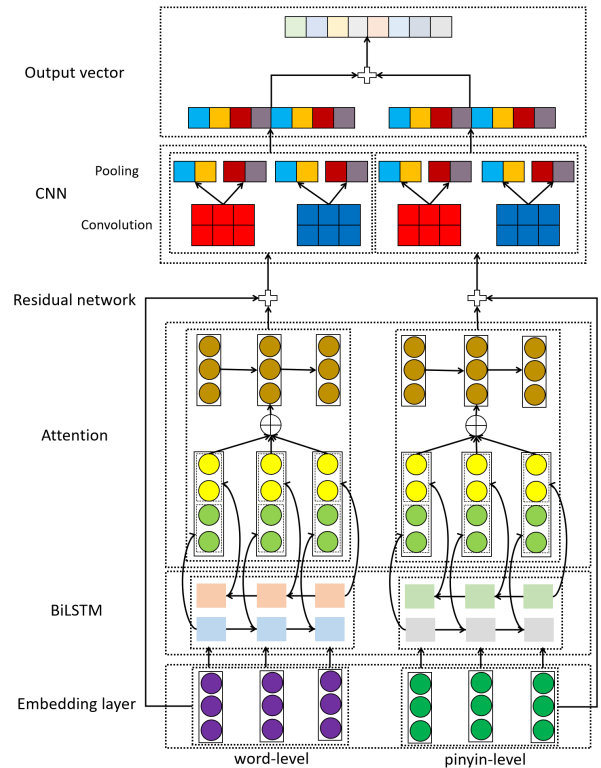 Output vector
Pooling
CNN
Convolution
Residual network
Attention
BiLSTM
Embedding layer
word-level
pinyin-level